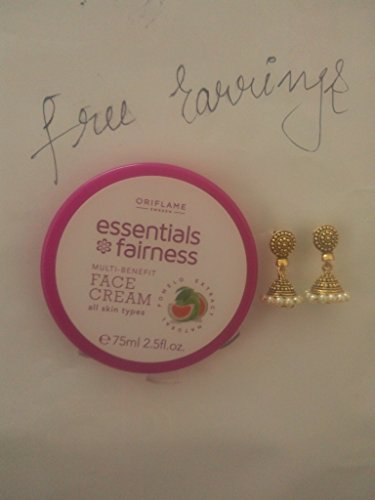 free Earrings
ORIFLAME
SWEDEN
essentials
fairness
MULTI-BENEFIT
FACE
CREAM
all skin types
NATURAL POMELO EXTRACT
e 75ml 2.5fl.oz.